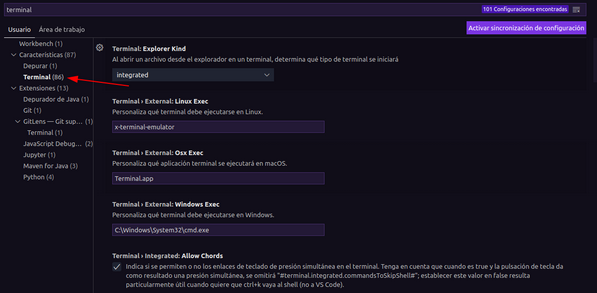 terminal
101 Configuraciones encontradas
Usuario Área de trabajo
Activar sincronización de configuración
Workbench (1)
Características (87)
Depurar (1)
Terminal (86)
Extensiones (13)
Depurador de Java (1)
Git (1)
GitLens — Git sup... (1)
Terminal (1)
JavaScript Debug... (1)
Jupyter (1)
Maven for Java (3)
Python (4)
Terminal: Explorer Kind
Al abrir un archivo desde el explorador en un terminal, determina qué tipo de terminal se iniciará
integrated
Terminal › External: Linux Exec
Personaliza qué terminal debe ejecutarse en Linux.
x-terminal-emulator
Terminal › External: Osx Exec
Personaliza qué aplicación terminal se ejecutará en macOS.
Terminal.app
Terminal › External: Windows Exec
Personaliza qué terminal debe ejecutarse en Windows.
C:\Windows\System32\cmd.exe
Terminal › Integrated: Allow Chords
Indica si se permiten o no los enlaces de teclado de presión simultánea en el terminal. Tenga en cuenta que cuando es true y la pulsación de tecla da
como resultado una presión simultánea, se omitirá "#terminal.integrated.commandsToSkipShell#"; establecer este valor en false resulta
particularmente útil cuando quiere que ctrl+k vaya al shell (no a VS Code).